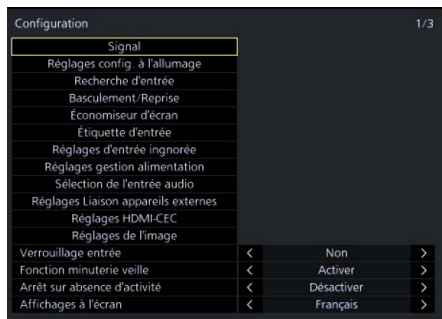 Configuration 1/3
Signal
Réglages config. à l'allumage
Recherche d'entrée
Basculement/Reprise
Économiseur d'écran
Étiquette d'entrée
Réglages d'entrée ingnorée
Réglages gestion alimentation
Sélection de l'entrée audio
Réglages Liaison appareils externes
Réglages HDMI-CEC
Réglages de l'image
Verrouillage entrée < Non >
Fonction minuterie veille < Activer >
Arrêt sur absence d'activité < Désactiver >
Affichages à l'écran < Français >